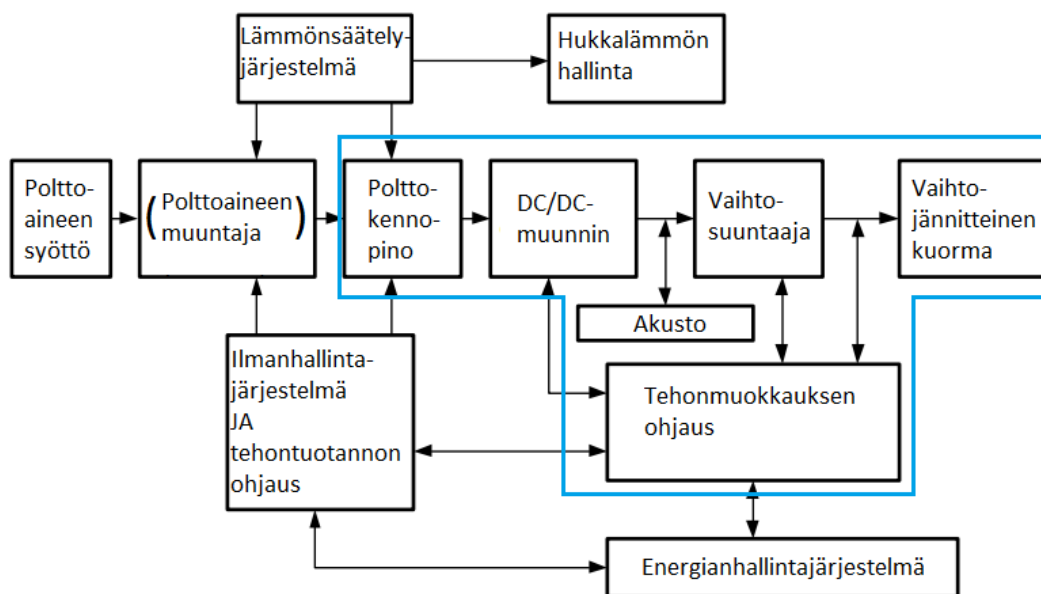 Lämmönsäätely-
järjestelmä
Hukkalämmön
hallinta
Poltto-
aineen
syöttö
(Polttoaineen
muuntaja)
Poltto-
kenno-
pino
DC/DC-
muunnin
Vaihto-
suuntaaja
Vaihto-
jännitteinen
kuorma
Akusto
Ilmanhallinta-
järjestelmä
JA
tehontuotannon
ohjaus
Tehonmuokkauksen
ohjaus
Energianhallintajärjestelmä